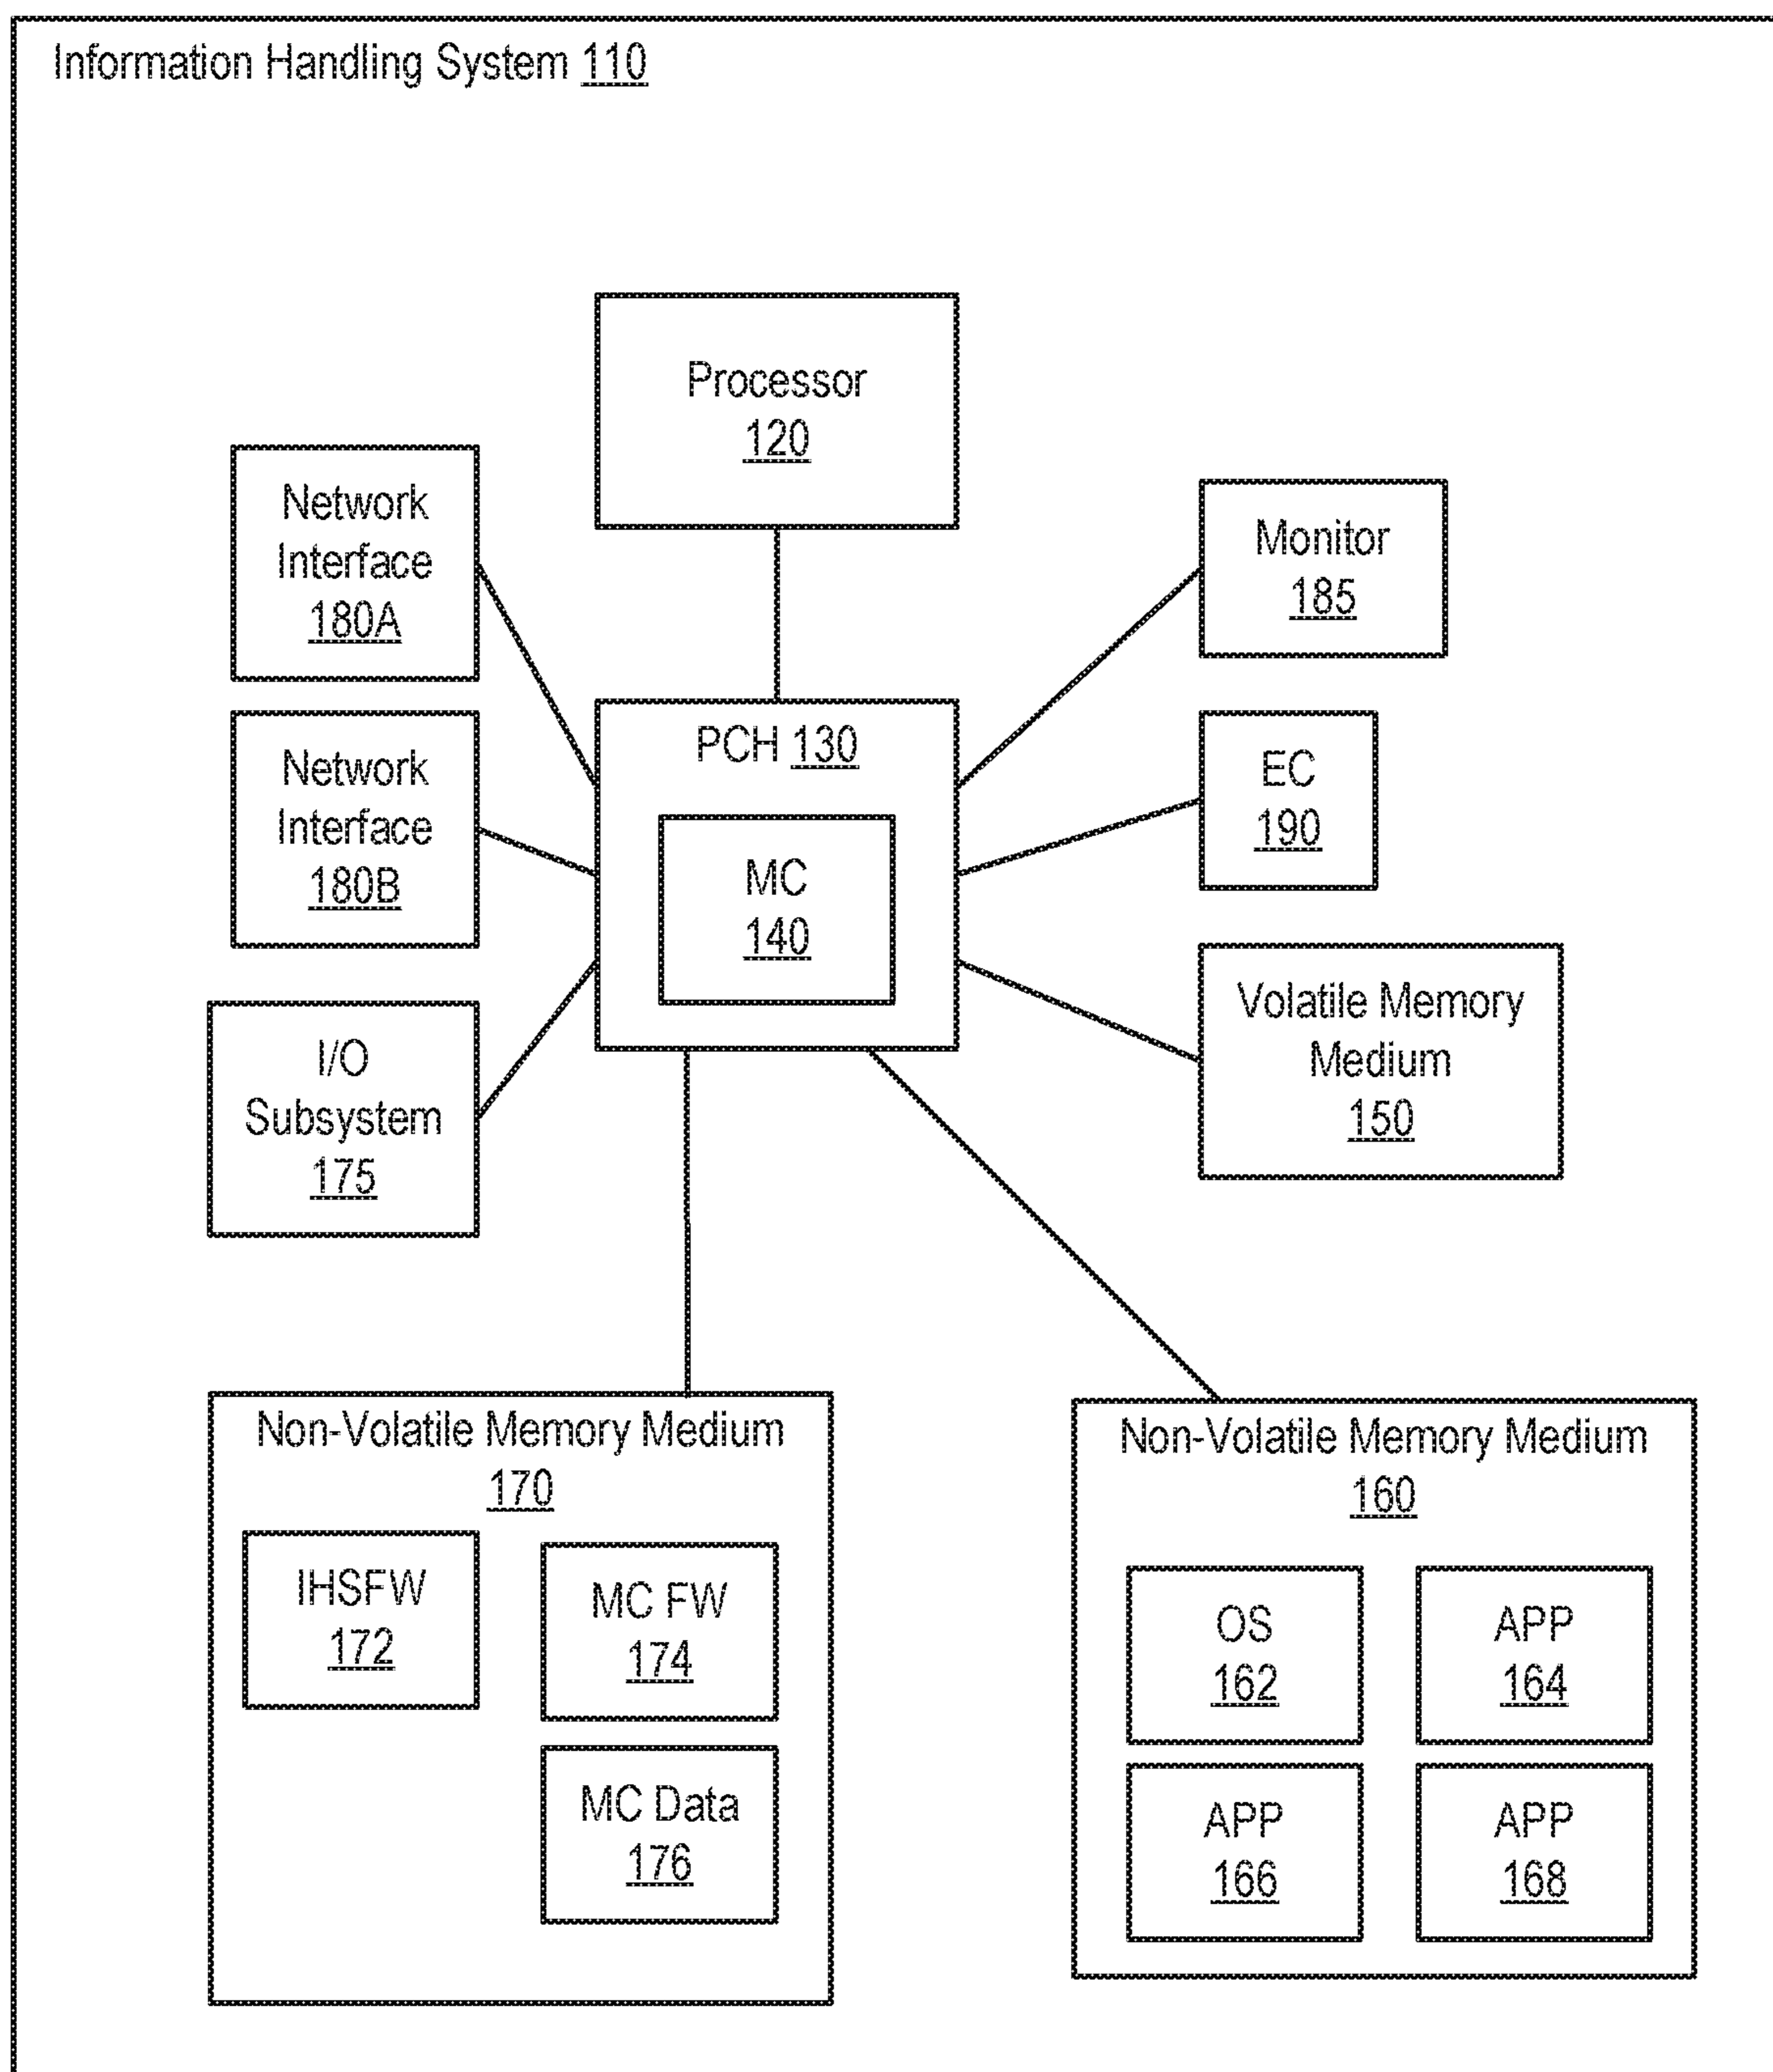 Information Handling System 110
Processor
120
Network
Interface
180A
Monitor
185
Network
Interface
180B
PCH 130
MC
140
EC
190
I/O
Subsystem
175
Volatile Memory
Medium
150
Non-Volatile Memory Medium
170
IHSFW
172
MC FW
174
MC Data
176
Non-Volatile Memory Medium
160
OS
162
APP
164
APP
166
APP
168